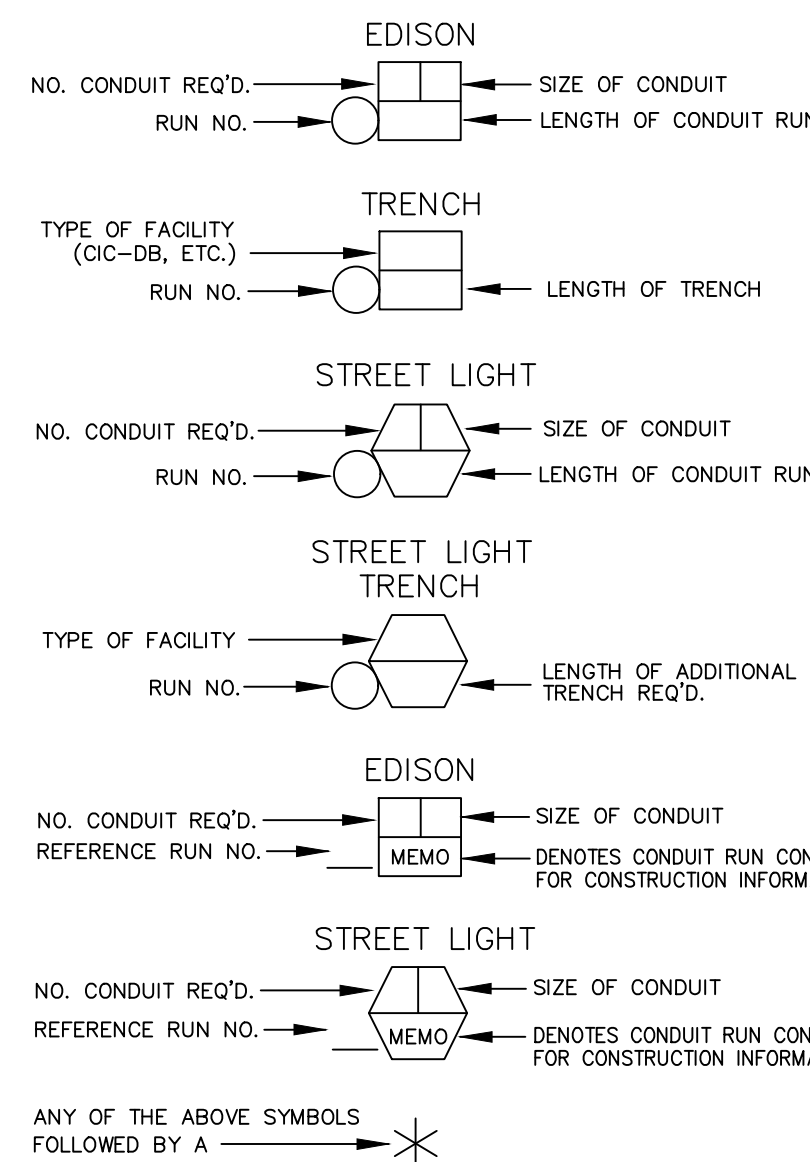 EDISON
NO. CONDUIT REQ'D. SIZE OF CONDUIT
RUN NO. LENGTH OF CONDUIT RUN
TRENCH
TYPE OF FACILITY
(CIC-DB, ETC.)
RUN NO. LENGTH OF TRENCH
STREET LIGHT
NO. CONDUIT REQ'D. SIZE OF CONDUIT
RUN NO. LENGTH OF CONDUIT RUN
STREET LIGHT
TRENCH
TYPE OF FACILITY
RUN NO. LENGTH OF ADDITIONAL
TRENCH REQ'D.
EDISON
NO. CONDUIT REQ'D. SIZE OF CONDUIT
REFERENCE RUN NO. MEMO DENOTES CONDUIT RUN
FOR CONSTRUCTION
STREET LIGHT
NO. CONDUIT REQ'D. SIZE OF CONDUIT
REFERENCE RUN NO. MEMO DENOTES CONDUIT RUN
FOR CONSTRUCTION
ANY OF THE ABOVE SYMBOLS
FOLLOWED BY A